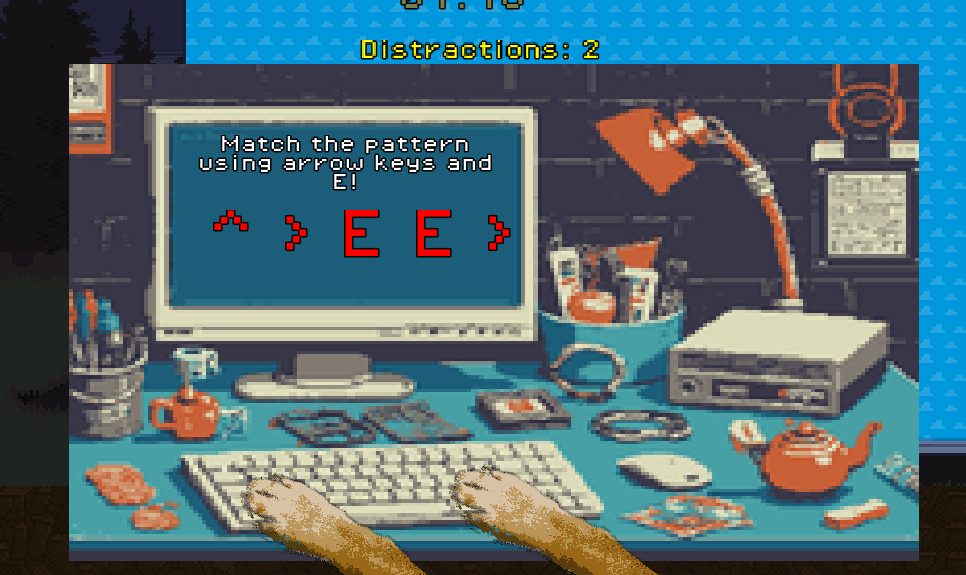 Distractions: 2
Match the pattern
using arrow keys and
E!
^ > E E >